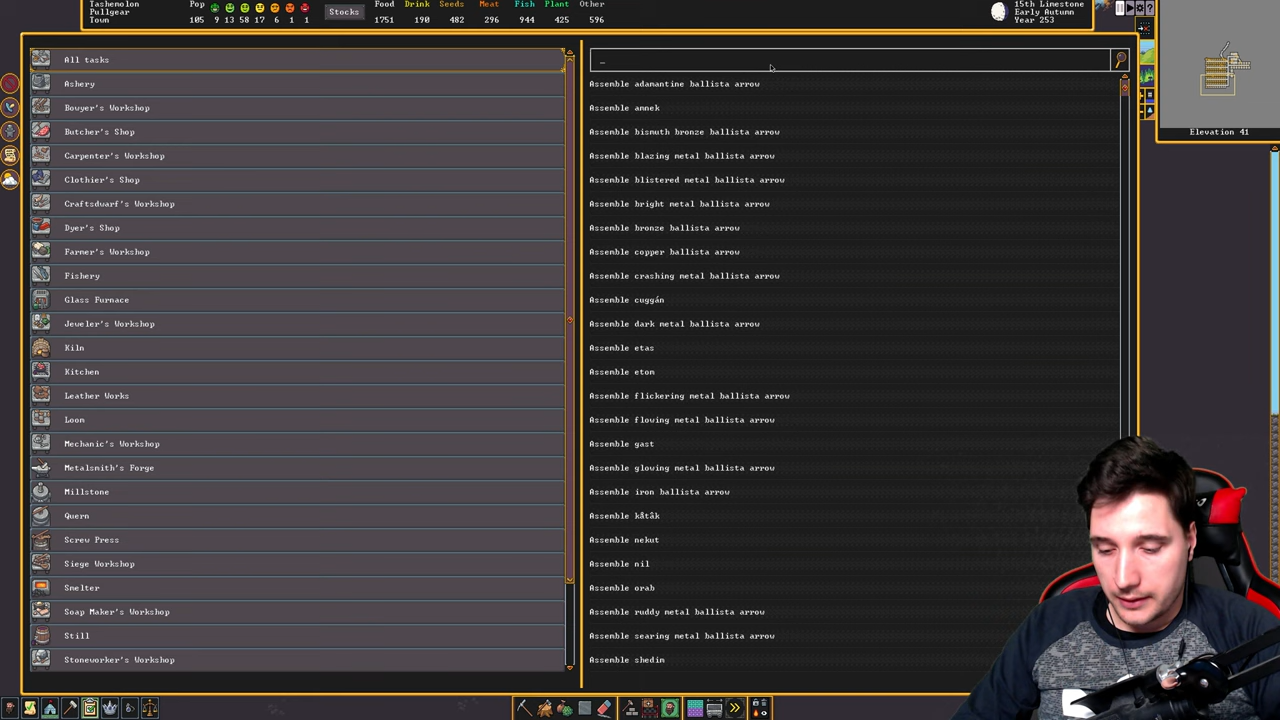 Tashemolon
Pullgear
Town
Pop
105 9 13 58 17 6 1 1
Stocks
Food Drink Seeds Meat Fish Plant Other
1751 190 482 296 944 425 596
15th Limestone
Early Autumn
Year 253
Elevation 41
All tasks
Ashery
Bowyer's Workshop
Butcher's Shop
Carpenter's Workshop
Clothier's Shop
Craftsdwarf's Workshop
Dyer's Shop
Farmer's Workshop
Fishery
Glass Furnace
Jeweler's Workshop
Kiln
Kitchen
Leather Works
Loom
Mechanic's Workshop
Metalsmith's Forge
Millstone
Quern
Screw Press
Siege Workshop
Smelter
Soap Maker's Workshop
Still
Stoneworker's Workshop
_
Assemble adamantine ballista arrow
Assemble amnek
Assemble bismuth bronze ballista arrow
Assemble blazing metal ballista arrow
Assemble blistered metal ballista arrow
Assemble bright metal ballista arrow
Assemble bronze ballista arrow
Assemble copper ballista arrow
Assemble crashing metal ballista arrow
Assemble cuggán
Assemble dark metal ballista arrow
Assemble etas
Assemble etom
Assemble flickering metal ballista arrow
Assemble flowing metal ballista arrow
Assemble gast
Assemble glowing metal ballista arrow
Assemble iron ballista arrow
Assemble kåtåk
Assemble nekut
Assemble nil
Assemble orab
Assemble ruddy metal ballista arrow
Assemble searing metal ballista arrow
Assemble shedim